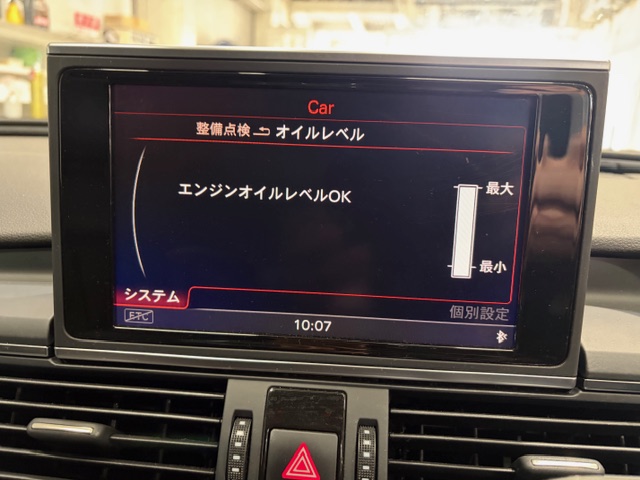 Car
整備点検 オイルレベル
エンジンオイルレベルOK
最大
最小
システム
個別設定
ETC
10:07